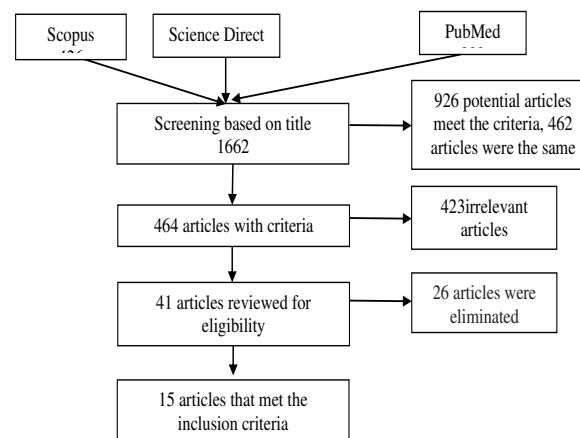 Scopus
Science Direct
PubMed
Screening based on title
1662
926 potential articles
meet the criteria, 462
articles were the same
464 articles with criteria
423irrelevant
articles
41 articles reviewed for
eligibility
26 articles were
eliminated
15 articles that met the
inclusion criteria